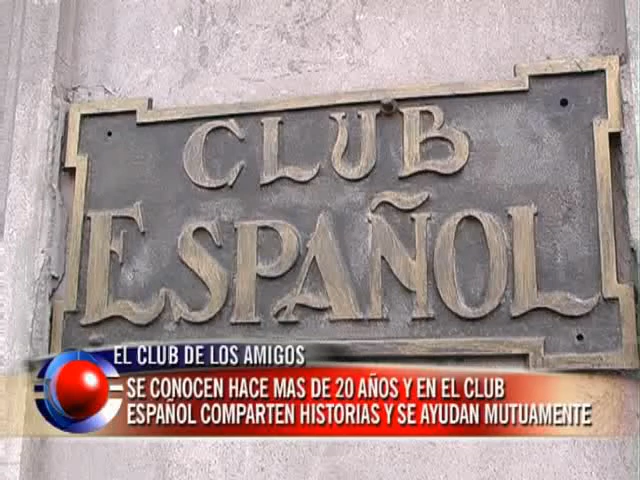 CLUB
ESPAÑOL
EL CLUB DE LOS AMIGOS
SE CONOCEN HACE MAS DE 20 AÑOS Y EN EL CLUB
ESPAÑOL COMPARTEN HISTORIAS Y SE AYUDAN MUTUAMENTE